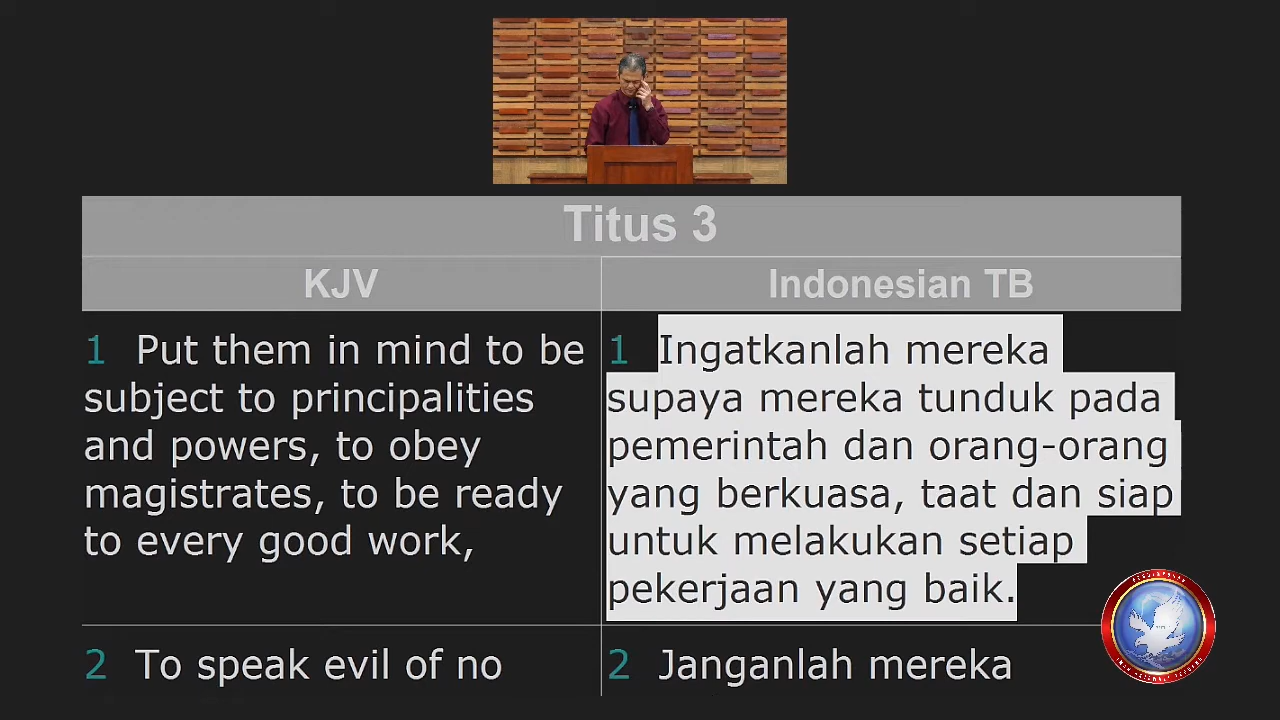 Titus 3
KJV
Indonesian TB
1 Put them in mind to be
subject to principalities
and powers, to obey
magistrates, to be ready
to every good work,
1 Ingatkanlah mereka
supaya mereka tunduk pada
pemerintah dan orang-orang
yang berkuasa, taat dan siap
untuk melakukan setiap
pekerjaan yang baik.
2 To speak evil of no
2 Janganlah mereka